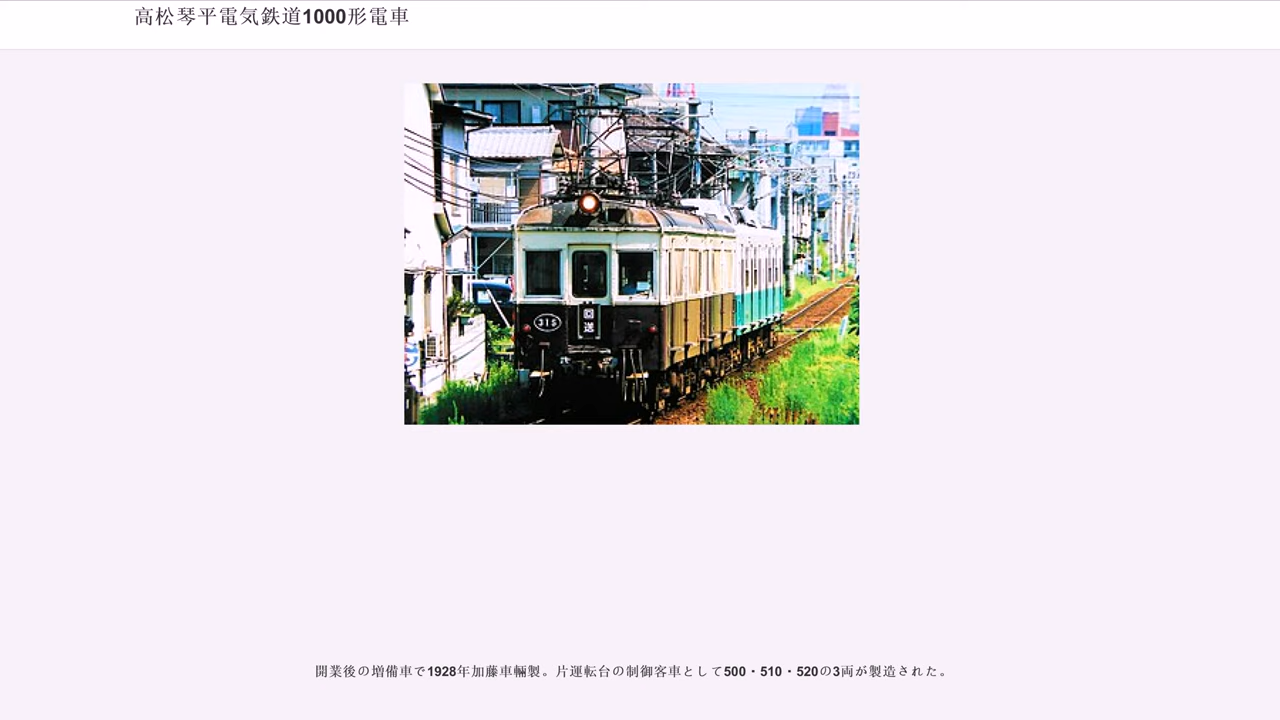 高松琴平電気鉄道1000形電車
315
回送
開業後の増備車で1928年加藤車輛製。片運転台の制御客車として500・510・520の3両が製造された。